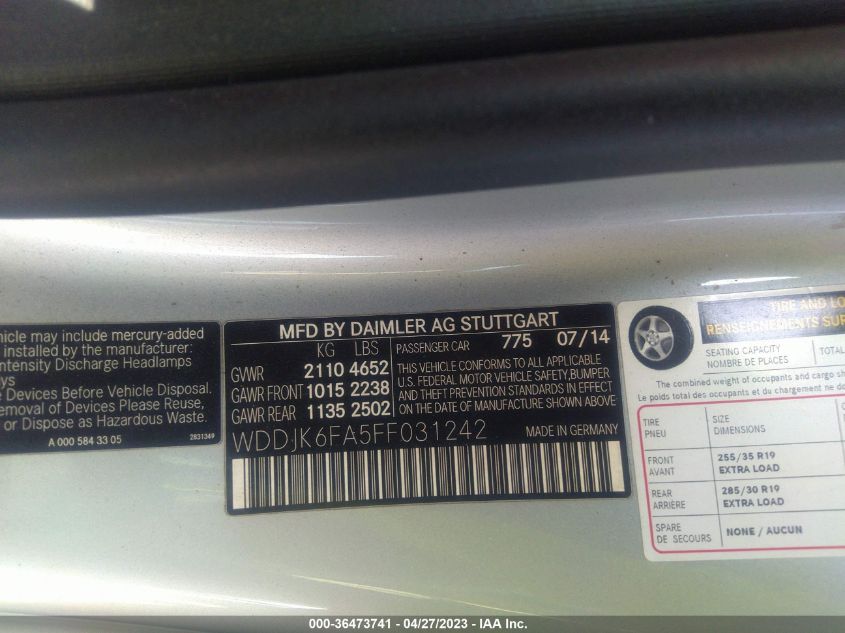 ehicle may include mercury-added
installed by the manufacturer:
ntensity Discharge Headlamps
ys
e Devices Before Vehicle Disposal.
emoval of Devices Please Reuse,
or Dispose as Hazardous Waste.
A 000 584 33 05 2831349
MFD BY DAIMLER AG STUTTGART
KG LBS PASSENGER CAR 775 07/14
GVWR 2110 4652
GAWR FRONT 1015 2238
GAWR REAR 1135 2502
THIS VEHICLE CONFORMS TO ALL APPLICABLE
U.S. FEDERAL MOTOR VEHICLE SAFETY, BUMPER
AND THEFT PREVENTION STANDARDS IN EFFECT
ON THE DATE OF MANUFACTURE SHOWN ABOVE.
WDDJK6FA5FF031242 MADE IN GERMANY
TIRE AND LO
RENSEIGNEMENTS SUR
SEATING CAPACITY TOTAL
NOMBRE DE PLACES
The combined weight of occupants and cargo sh
Le poids total des occupants et du chargement ne do
TIRE SIZE
PNEU DIMENSIONS
FRONT 255/35 R19
AVANT EXTRA LOAD
REAR 285/30 R19
ARRIÈRE EXTRA LOAD
SPARE NONE / AUCUN
DE SECOURS
000-36473741 - 04/27/2023 - IAA Inc.